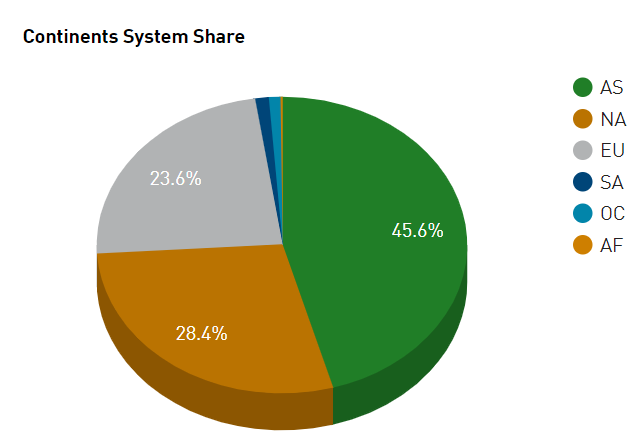 Continents System Share
AS
NA
EU
SA
OC
AF
23.6%
45.6%
28.4%